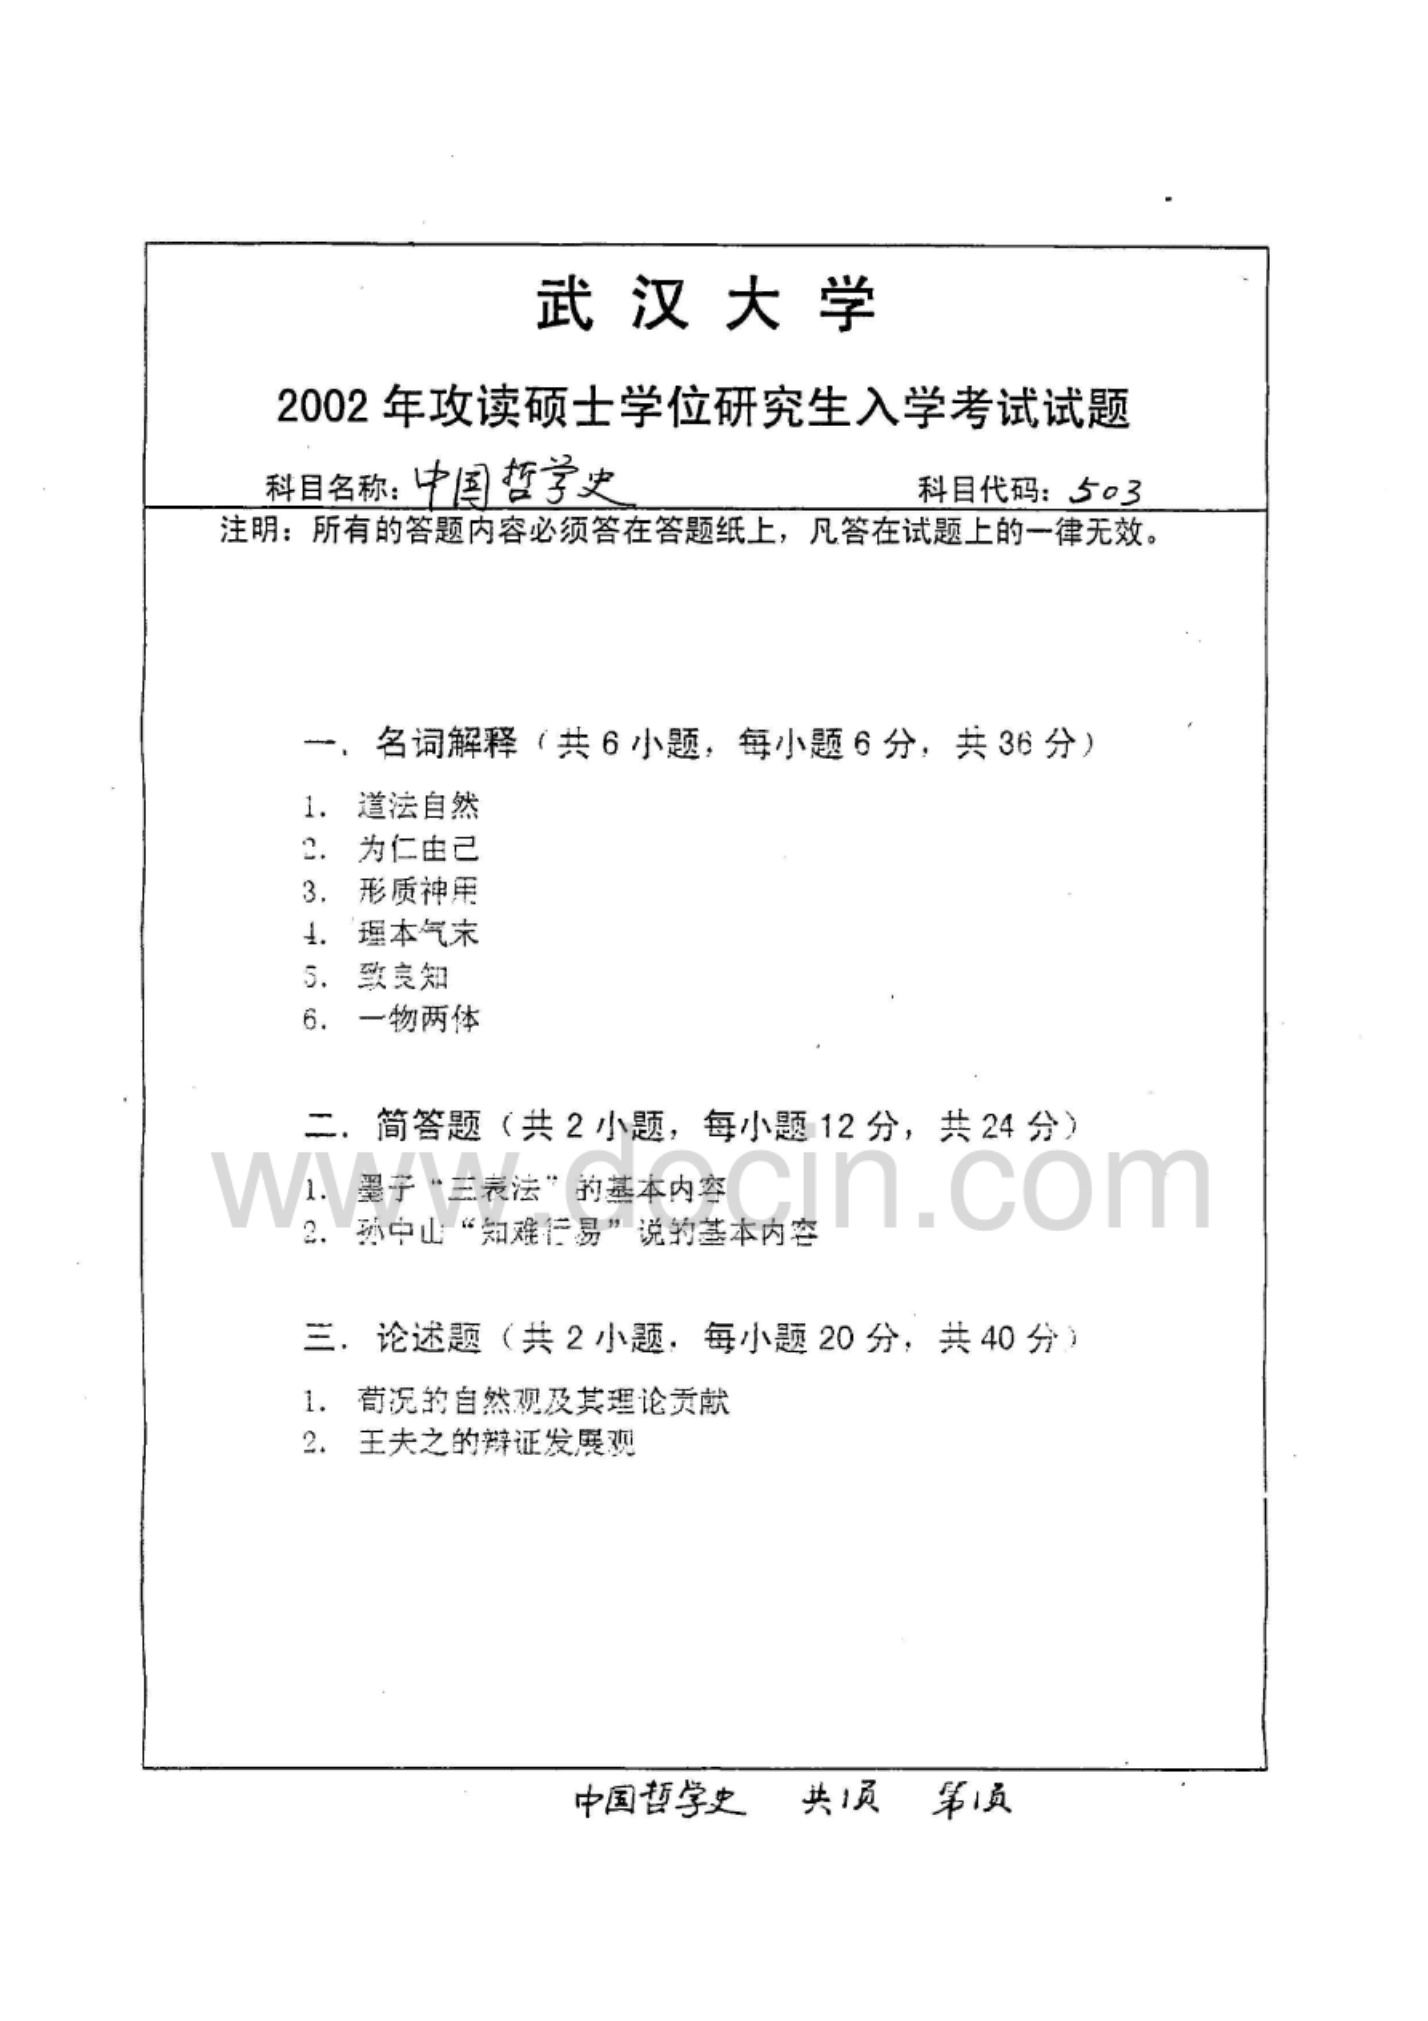 武汉大学
2002年攻读硕士学位研究生入学考试试题
科目名称：中国哲学史 科目代码：503
注明：所有的答题内容必须答在答题纸上，凡答在试题上的一律无效。
一．名词解释（共6小题，每小题6分，共36分）
1. 道法自然
2. 为仁由己
3. 形质神用
4. 理本气末
5. 致良知
6. 一物两体
二．简答题（共2小题，每小题12分，共24分）
1. 墨子“三表法”的基本内容
2. 孙中山“知难行易”说的基本内容
www.docin.com
三．论述题（共2小题，每小题20分，共40分）
1. 荀况的自然观及其理论贡献
2. 王夫之的辩证发展观
中国哲学史 共1页 第1页